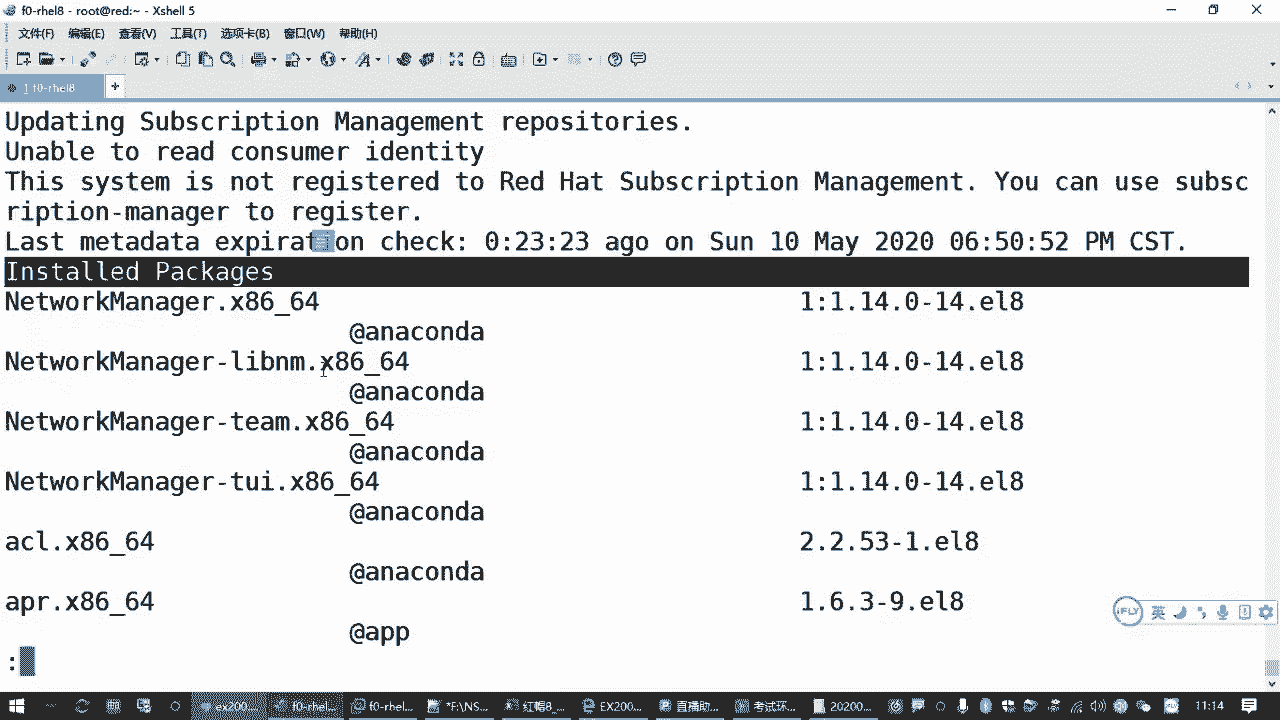 f0-rhel8 - root@red:~ - Xshell 5
文件(F) 编辑(E) 查看(V) 工具(T) 选项卡(B) 窗口(W) 帮助(H)
1 f0-rhel8
Updating Subscription Management repositories.
Unable to read consumer identity
This system is not registered to Red Hat Subscription Management. You can use subsc
ription-manager to register.
Last metadata expiration check: 0:23:23 ago on Sun 10 May 2020 06:50:52 PM CST.
Installed Packages
NetworkManager.x86_64 1:1.14.0-14.el8
@anaconda
NetworkManager-libnm.x86_64 1:1.14.0-14.el8
@anaconda
NetworkManager-team.x86_64 1:1.14.0-14.el8
@anaconda
NetworkManager-tui.x86_64 1:1.14.0-14.el8
@anaconda
acl.x86_64 2.2.53-1.el8
@anaconda
apr.x86_64 1.6.3-9.el8
@app
:
iFLY 英
ex200... f0-rhel... f0-rhel... *F:\NS... 红帽8_... EX200... 直播助... 考试环... 20200... 11:14